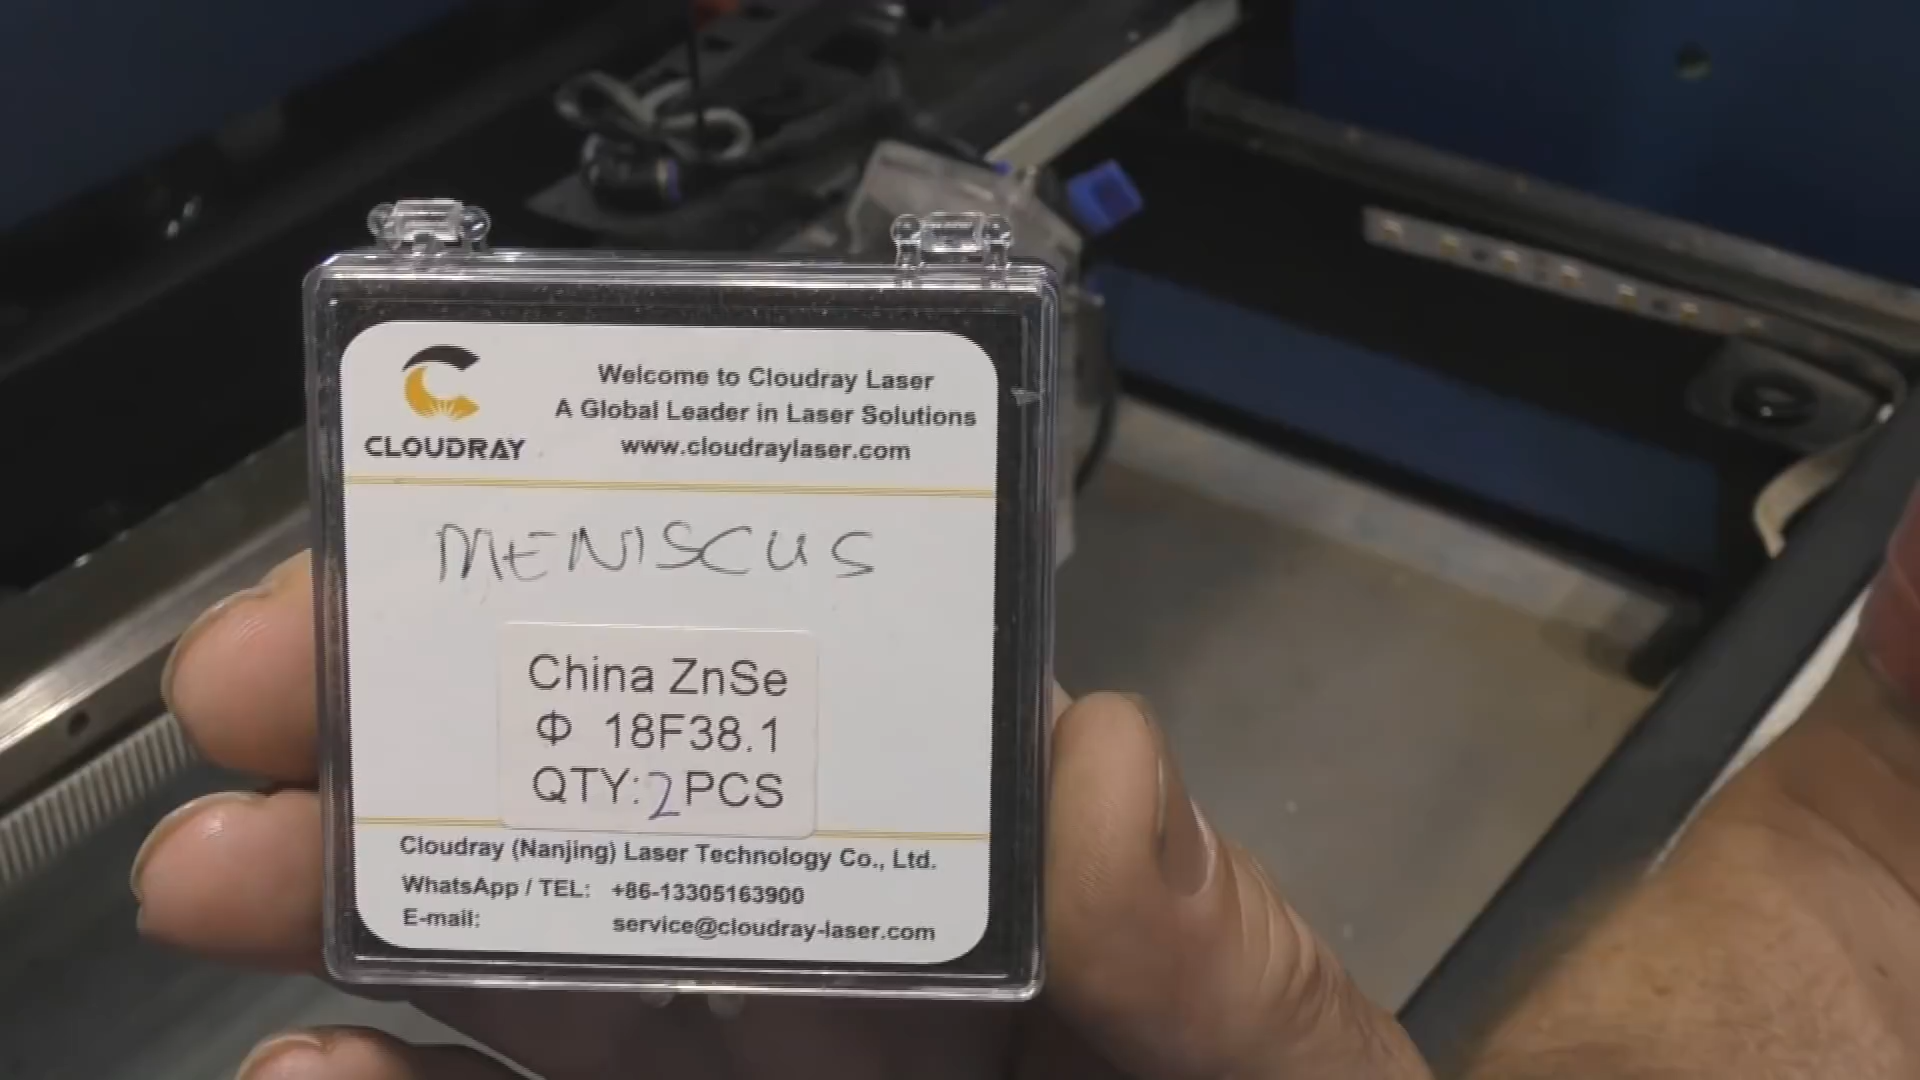 CLOUDRAY
Welcome to Cloudray Laser
A Global Leader in Laser Solutions
www.cloudraylaser.com
MENISCUS
China ZnSe
Φ 18F38.1
QTY:2PCS
Cloudray (Nanjing) Laser Technology Co., Ltd.
WhatsApp / TEL: +86-13305163900
E-mail: service@cloudray-laser.com